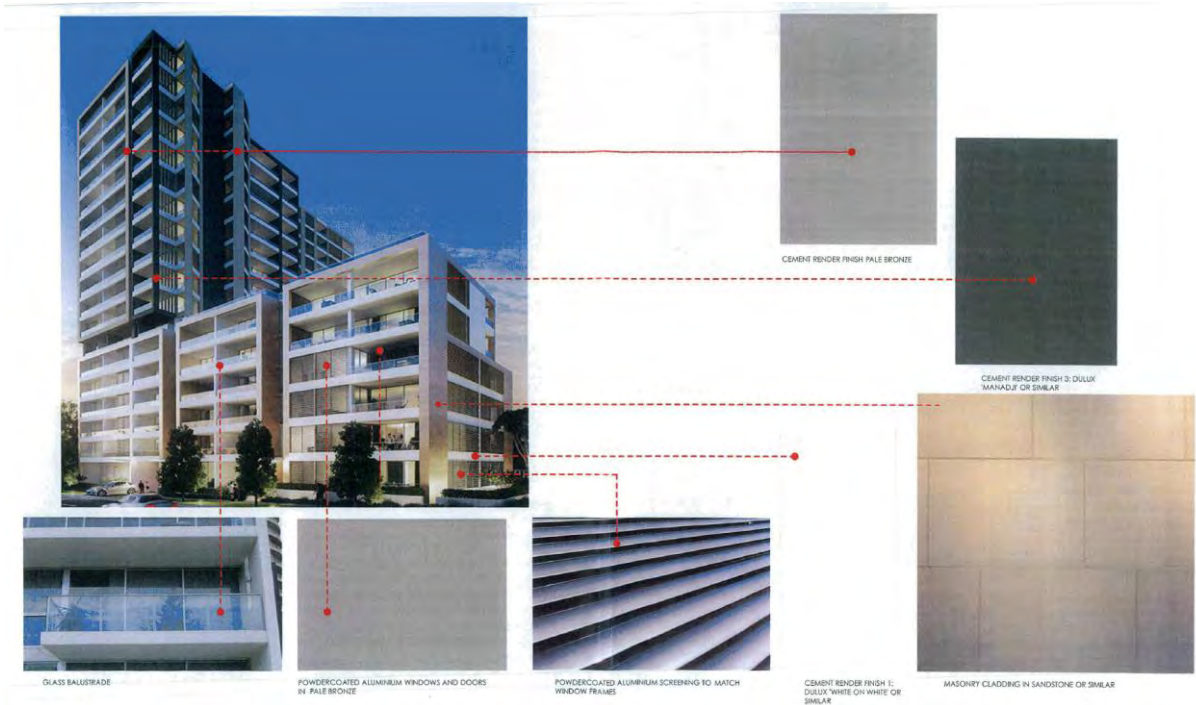 CEMENT RENDER FINISH PALE BRONZE
CEMENT RENDER FINISH 3: DULUX
'MANADJI' OR SIMILAR
GLASS BALUSTRADE
POWDERCOATED ALUMINIUM WINDOWS AND DOORS
IN PALE BRONZE
POWDERCOATED ALUMINIUM SCREENING TO MATCH
WINDOW FRAMES
CEMENT RENDER FINISH 1:
DULUX 'WHITE ON WHITE' OR
SIMILAR
MASONRY CLADDING IN SANDSTONE OR SIMILAR